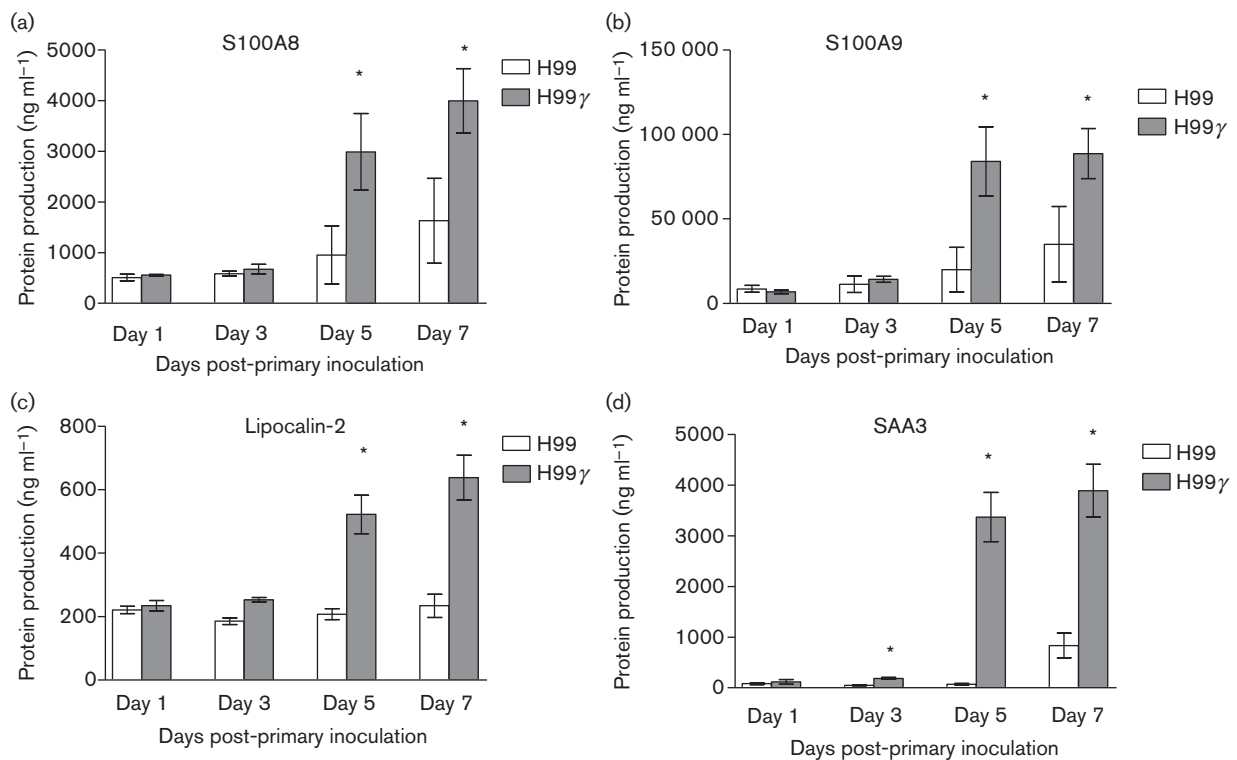 (a)
S100A8
Protein production (ng ml⁻¹)
5000
4000
3000
2000
1000
0
*
*
H99
H99γ
Day 1 Day 3 Day 5 Day 7
Days post-primary inoculation
(b)
S100A9
Protein production (ng ml⁻¹)
150 000
100 000
50 000
0
*
*
H99
H99γ
Day 1 Day 3 Day 5 Day 7
Days post-primary inoculation
(c)
Lipocalin-2
Protein production (ng ml⁻¹)
800
600
400
200
0
*
*
H99
H99γ
Day 1 Day 3 Day 5 Day 7
Days post-primary inoculation
(d)
SAA3
Protein production (ng ml⁻¹)
5000
4000
3000
2000
1000
0
*
*
*
H99
H99γ
Day 1 Day 3 Day 5 Day 7
Days post-primary inoculation